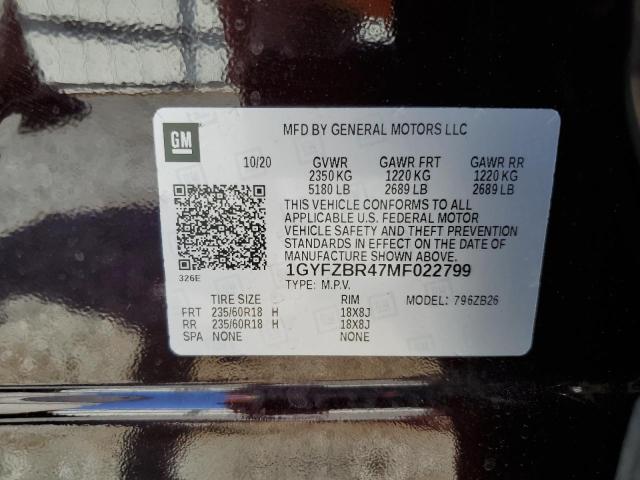 GM
MFD BY GENERAL MOTORS LLC
10/20 GVWR GAWR FRT GAWR RR
2350 KG 1220 KG 1220 KG
5180 LB 2689 LB 2689 LB
THIS VEHICLE CONFORMS TO ALL
APPLICABLE U.S. FEDERAL MOTOR
VEHICLE SAFETY AND THEFT PREVENTION
STANDARDS IN EFFECT ON THE DATE OF
MANUFACTURE SHOWN ABOVE.
326E
1GYFZBR47MF022799
TYPE: M.P.V.
TIRE SIZE RIM MODEL: 796ZB26
FRT 235/60R18 H 18X8J
RR 235/60R18 H 18X8J
SPA NONE NONE